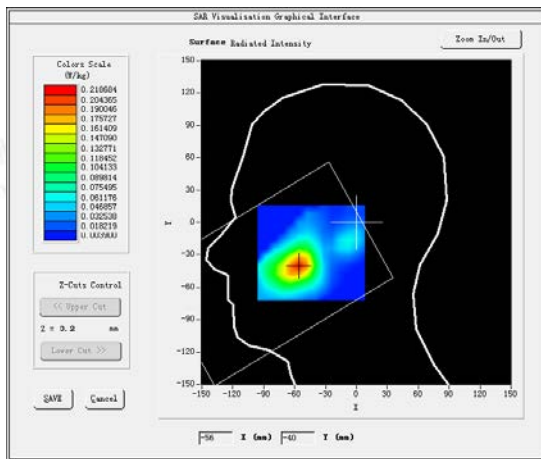 SAR Visualisation Graphical Interface
Surface Radiated Intensity
Zoom In/Out
Colors Scale
(W/kg)
0.218684
0.204365
0.190046
0.175727
0.161409
0.147090
0.132771
0.118452
0.104133
0.089814
0.075495
0.061176
0.046857
0.032538
0.018219
0.003900
Z-Cuts Control
<< Upper Cut
Z = 0.2 mm
Lower Cut >>
SAVE
Cancel
150
120
90
60
30
0
-30
-60
-90
-120
-150
Y
-150 -120 -90 -60 -30 0 30 60 90 120 150
X
-56 X (mm) -40 Y (mm)